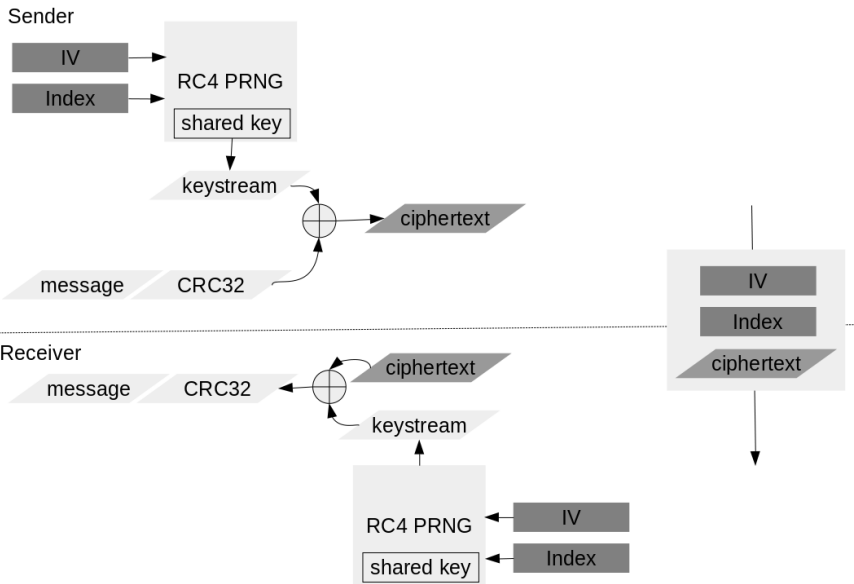 Sender
IV
Index
RC4 PRNG
shared key
keystream
ciphertext
message
CRC32
IV
Index
ciphertext
Receiver
message
CRC32
ciphertext
keystream
RC4 PRNG
shared key
IV
Index